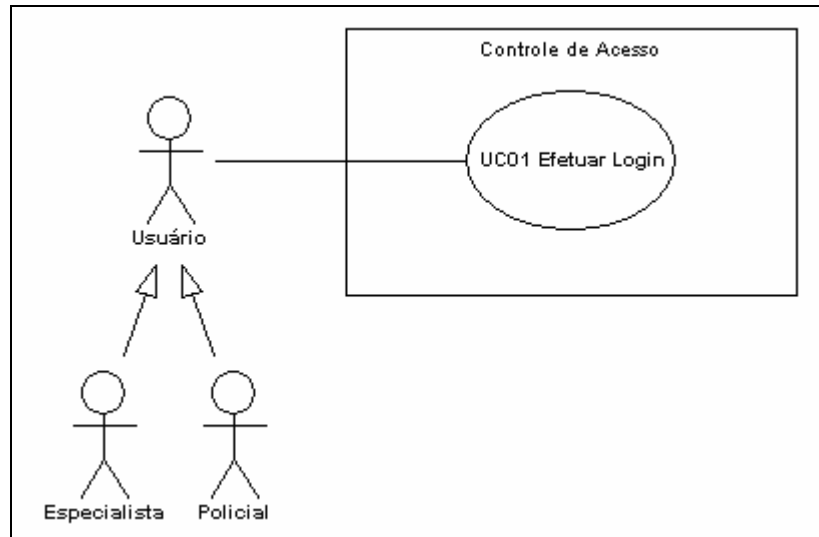 Controle de Acesso
UC01 Efetuar Login
Usuário
Especialista
Policial